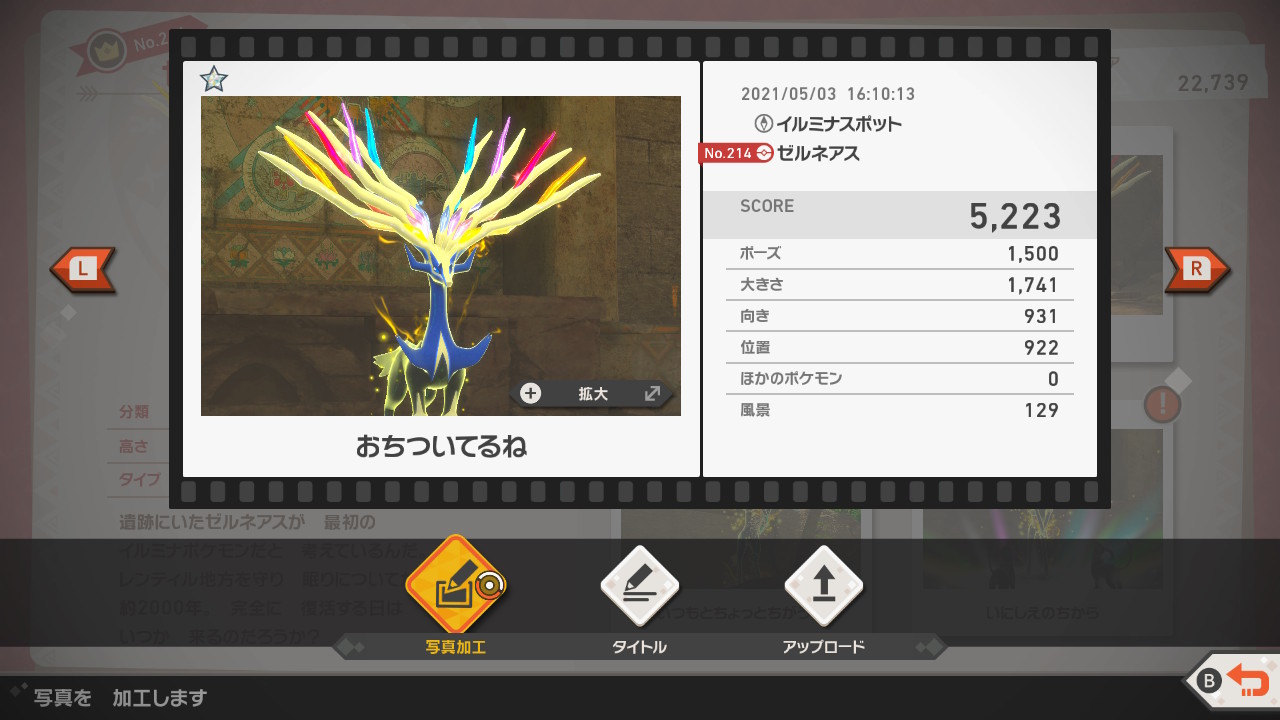 No.2
22,739
2021/05/03 16:10:13
イルミナスポット
No.214 ゼルネアス
SCORE 5,223
ポーズ 1,500
大きさ 1,741
向き 931
位置 922
ほかのポケモン 0
風景 129
L
R
+ 拡大
おちついてるね
分類
高さ
タイプ
遺跡にいたゼルネアスが 最初の
イルミナポケモンだと 考えているんだ
レンティル地方を守り 眠りについて
約2000年。 完全に 復活する日は
いつか 来るのだろうか?
いつもとちょっとちが
いにしえのちから
写真加工
タイトル
アップロード
写真を 加工します
B